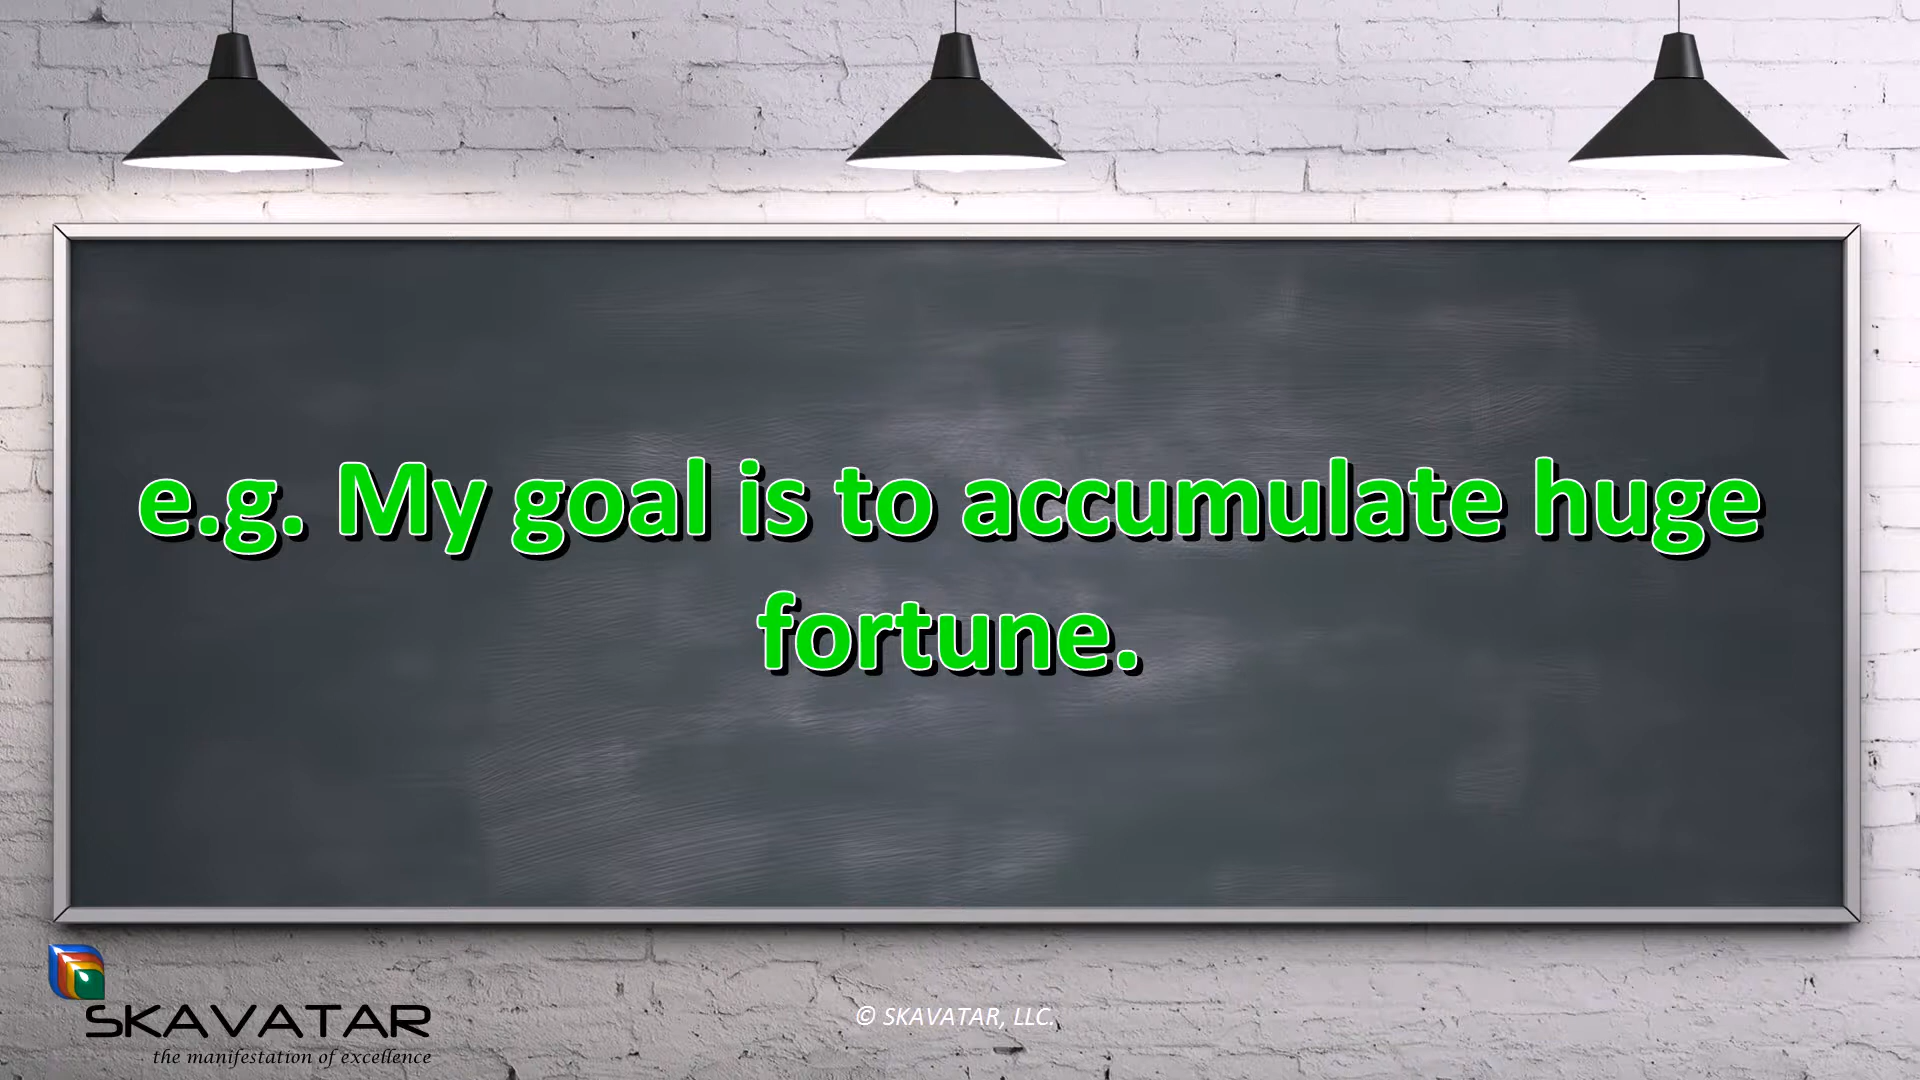 e.g. My goal is to accumulate huge
fortune.
SKAVATAR
the manifestation of excellence
© SKAVATAR, LLC.